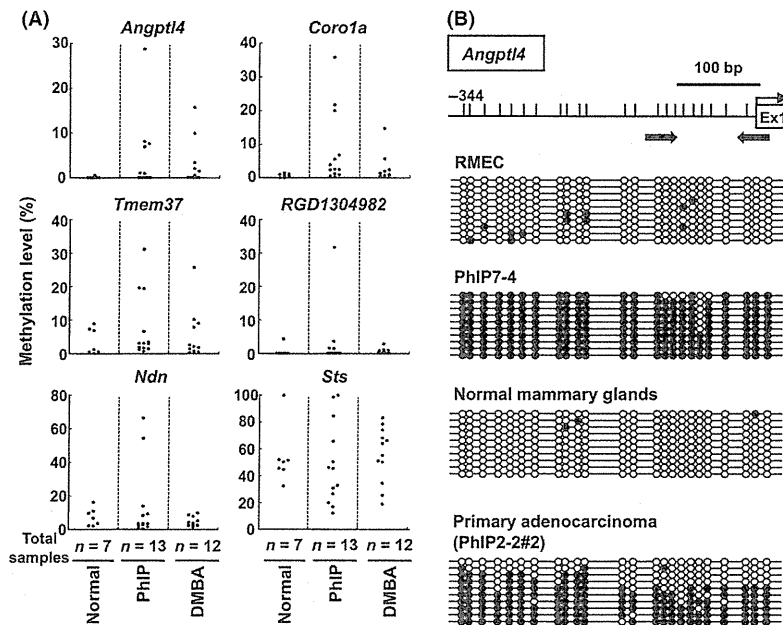 (A)
Angptl4
Coro1a
30
20
10
0
40
30
20
10
0
Tmem37
RGD1304982
40
30
20
10
0
40
30
20
10
0
Ndn
Sts
80
60
40
20
0
100
80
60
40
20
0
Methylation level (%)
Total samples
n = 7
n = 13
n = 12
n = 7
n = 13
n = 12
Normal
PhIP
DMBA
Normal
PhIP
DMBA
(B)
Angptl4
100 bp
–344
Ex1
RMEC
PhIP7-4
Normal mammary glands
Primary adenocarcinoma
(PhIP2-2#2)